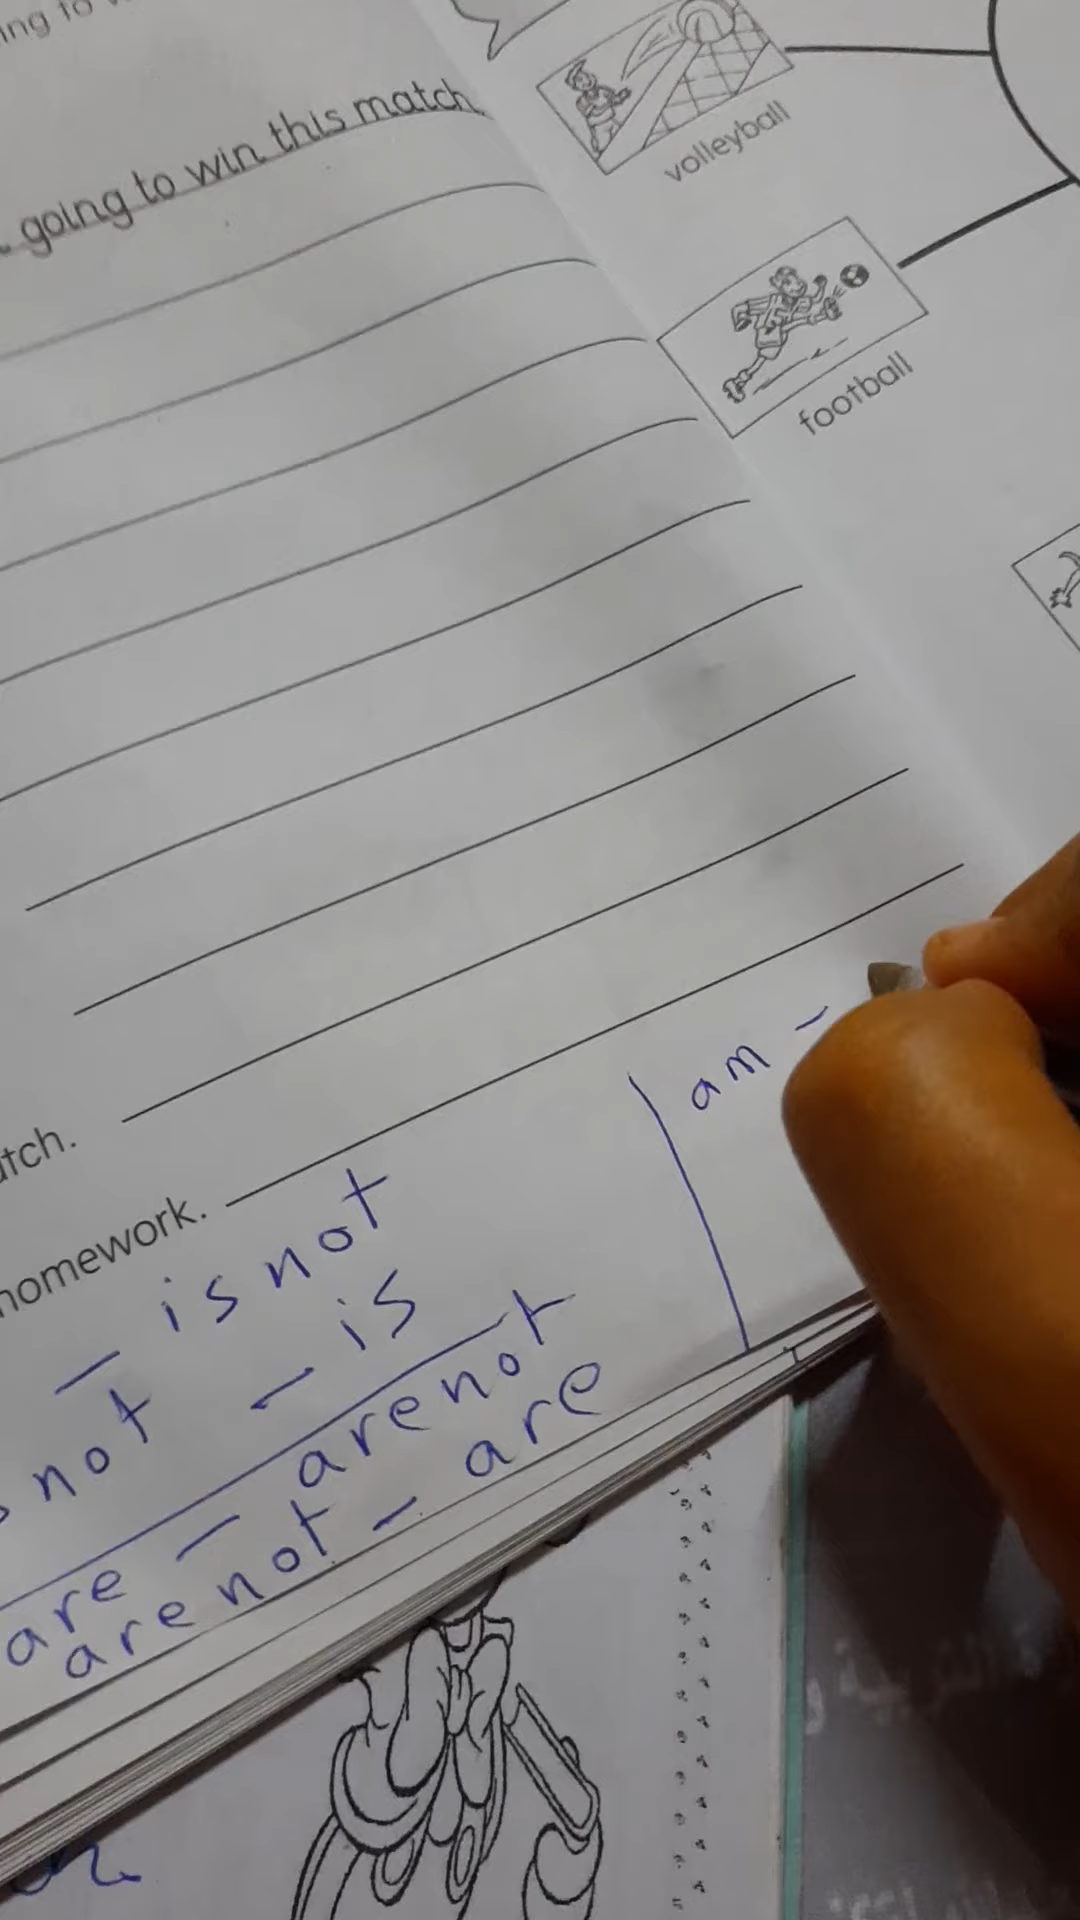 going to win this match.
volleyball
football
homework.
am –
– is not
not – is
are – are not
are not – are